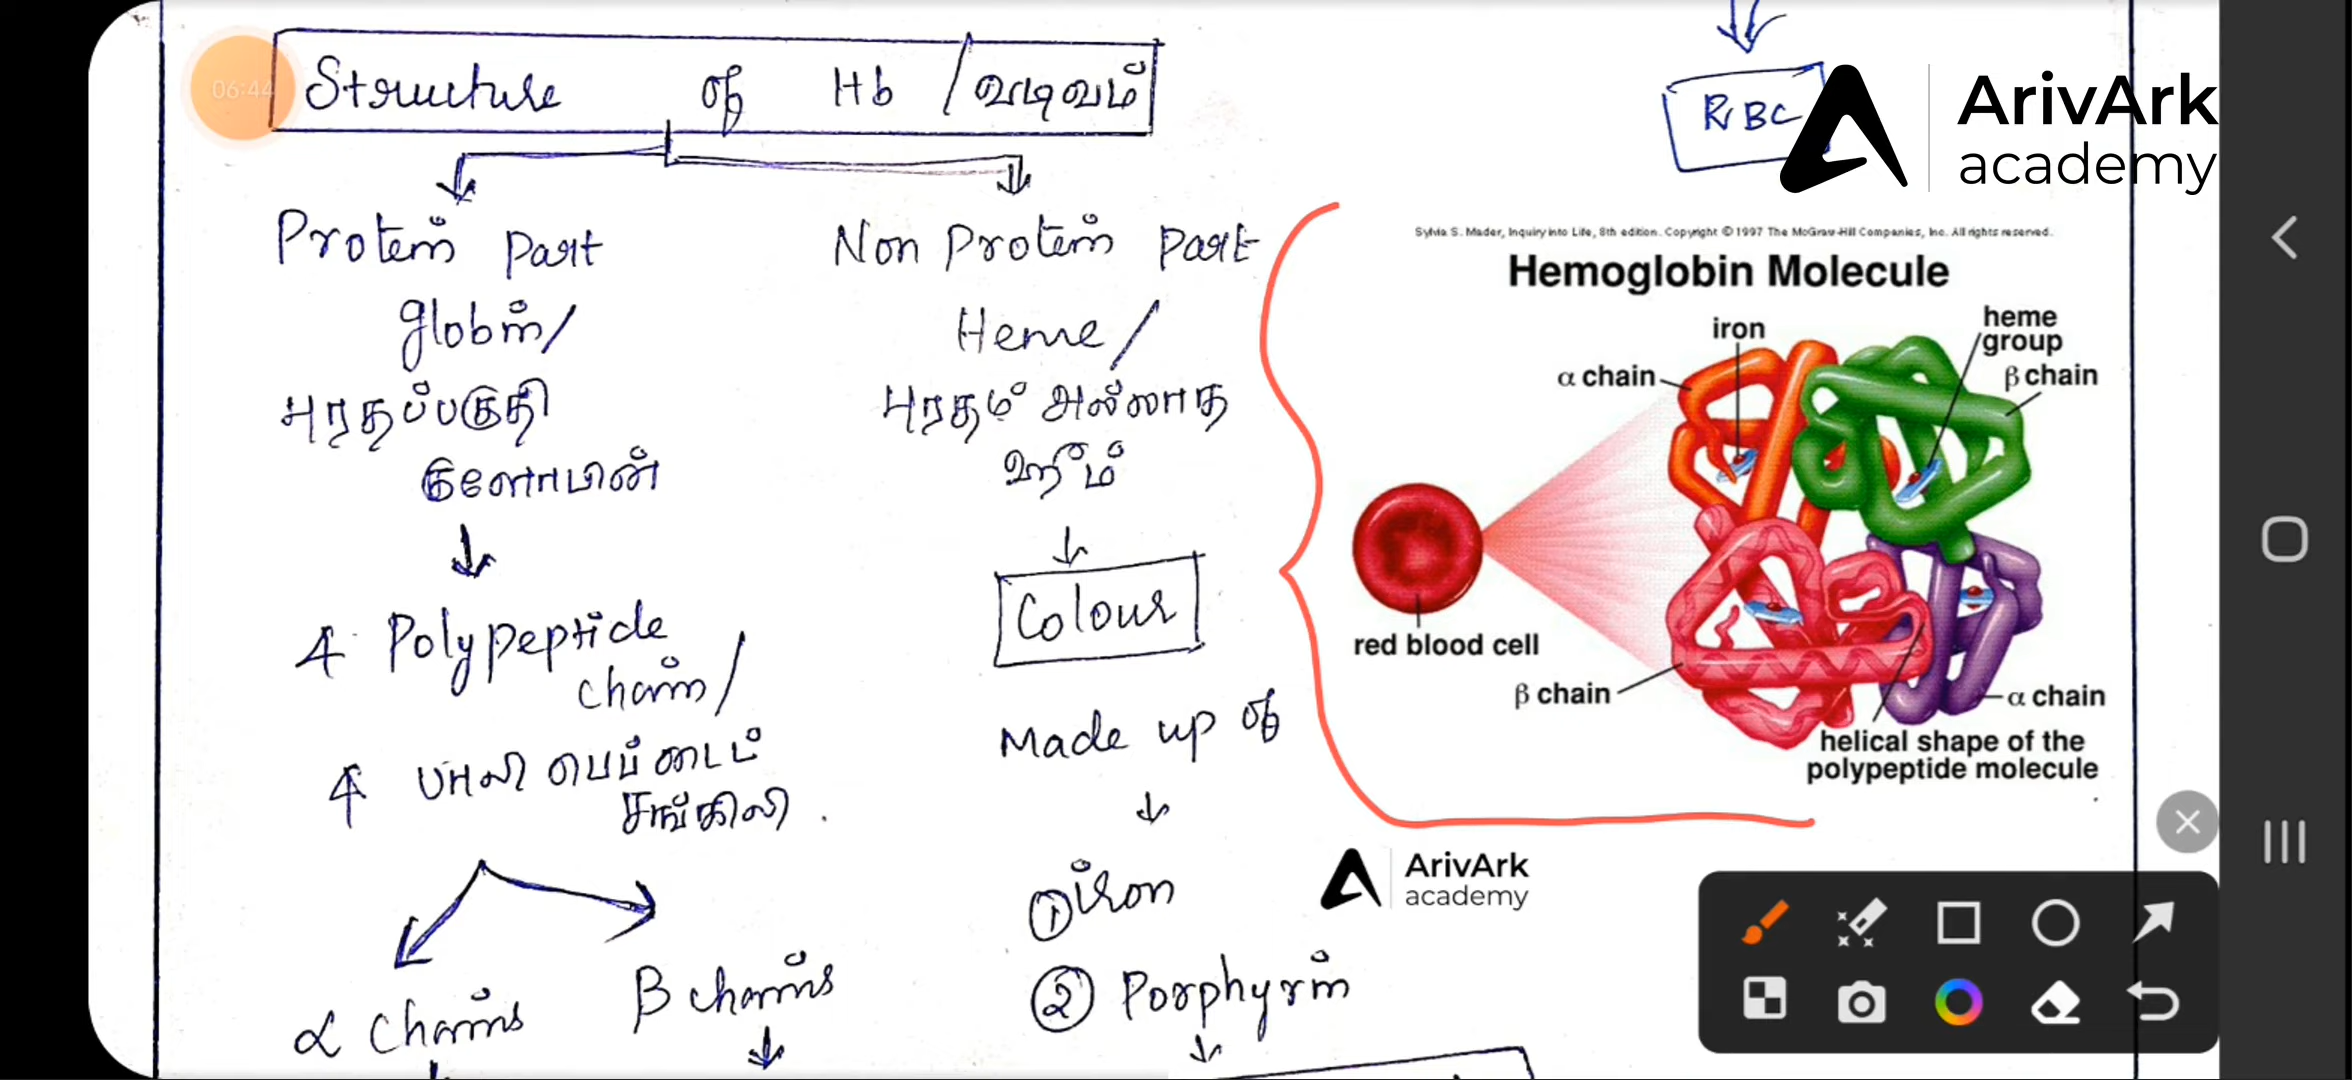 06:44
Structure of Hb / வடிவம்
RBC
ArivArk
academy
Protein Part
globin/
புரதப்பகுதி
குளோபின்
4 Polypeptide
chain/
4 பாலி பெப்டைட்
சங்கிலி.
α Chains
β chains
Non Protein Part
Heme/
புரதம் அல்லாத
ஹீம்
Colour
Made up of
① iron
② Porphyrin
Sylvia S. Mader, Inquiry into Life, 8th edition. Copyright © 1997 The McGraw-Hill Companies, Inc. All rights reserved.
Hemoglobin Molecule
iron
heme
group
α chain
β chain
red blood cell
β chain
α chain
helical shape of the
polypeptide molecule
ArivArk
academy